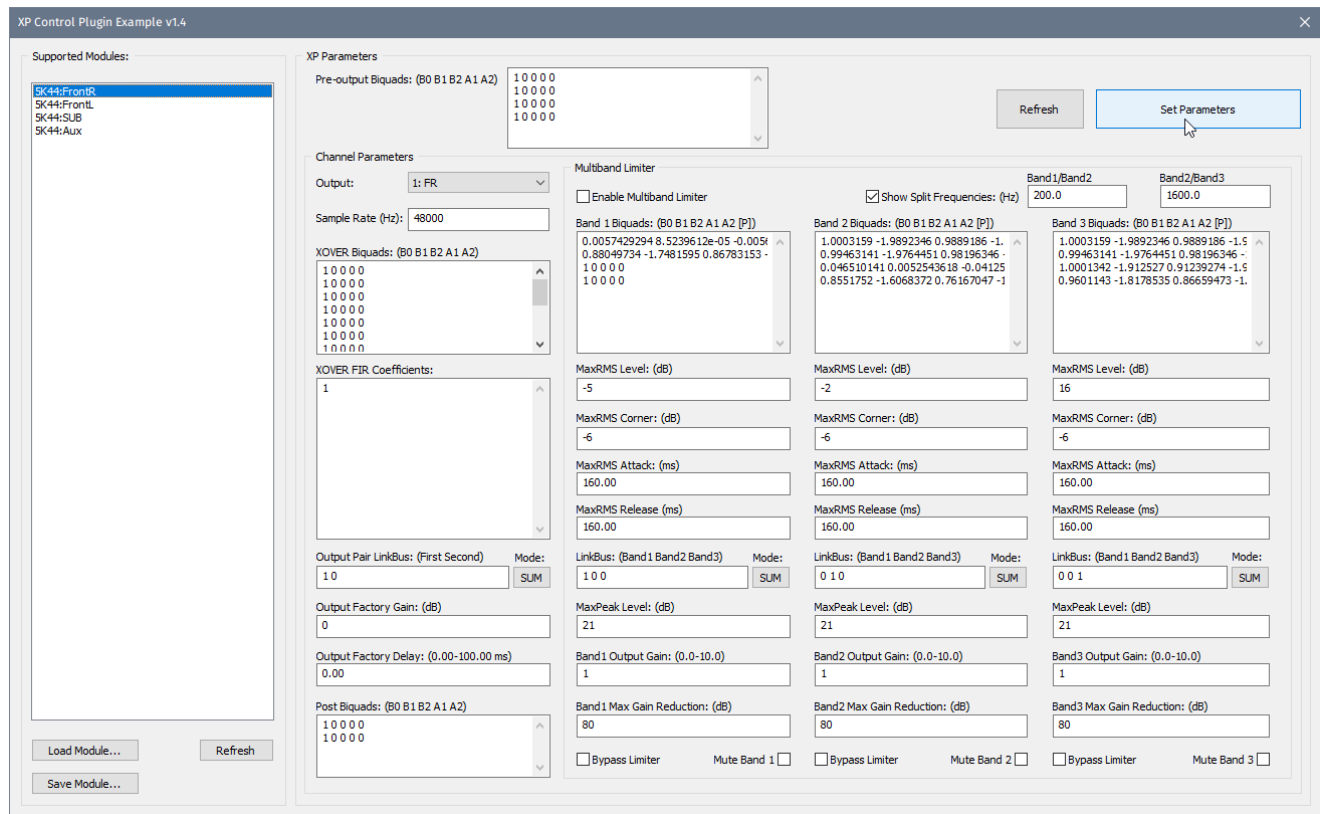 XP Control Plugin Example v1.4
Supported Modules:
5K44:FrontR
5K44:FrontL
5K44:SUB
5K44:Aux
Load Module...
Refresh
Save Module...
XP Parameters
Pre-output Biquads: (B0 B1 B2 A1 A2)
1 0 0 0 0
1 0 0 0 0
1 0 0 0 0
1 0 0 0 0
Refresh
Set Parameters
Channel Parameters
Output:
1: FR
Sample Rate (Hz):
48000
XOVER Biquads: (B0 B1 B2 A1 A2)
1 0 0 0 0
1 0 0 0 0
1 0 0 0 0
1 0 0 0 0
1 0 0 0 0
1 0 0 0 0
1 0 0 0 0
XOVER FIR Coefficients:
1
Output Pair LinkBus: (First Second)
Mode:
1 0
SUM
Output Factory Gain: (dB)
0
Output Factory Delay: (0.00-100.00 ms)
0.00
Post Biquads: (B0 B1 B2 A1 A2)
1 0 0 0 0
1 0 0 0 0
Multiband Limiter
Enable Multiband Limiter
Show Split Frequencies: (Hz)
Band1/Band2
200.0
Band2/Band3
1600.0
Band 1 Biquads: (B0 B1 B2 A1 A2 [P])
0.0057429294 8.5239612e-05 -0.0056
0.88049734 -1.7481595 0.86783153 -
1 0 0 0 0
1 0 0 0 0
MaxRMS Level: (dB)
-5
MaxRMS Corner: (dB)
-6
MaxRMS Attack: (ms)
160.00
MaxRMS Release (ms)
160.00
LinkBus: (Band1 Band2 Band3)
Mode:
1 0 0
SUM
MaxPeak Level: (dB)
21
Band1 Output Gain: (0.0-10.0)
1
Band1 Max Gain Reduction: (dB)
80
Bypass Limiter
Mute Band 1
Band 2 Biquads: (B0 B1 B2 A1 A2 [P])
1.0003159 -1.9892346 0.9889186 -1.
0.99463141 -1.9764451 0.98196346 -
0.046510141 0.0052543618 -0.04125
0.8551752 -1.6068372 0.76167047 -1
MaxRMS Level: (dB)
-2
MaxRMS Corner: (dB)
-6
MaxRMS Attack: (ms)
160.00
MaxRMS Release (ms)
160.00
LinkBus: (Band1 Band2 Band3)
Mode:
0 1 0
SUM
MaxPeak Level: (dB)
21
Band2 Output Gain: (0.0-10.0)
1
Band2 Max Gain Reduction: (dB)
80
Bypass Limiter
Mute Band 2
Band 3 Biquads: (B0 B1 B2 A1 A2 [P])
1.0003159 -1.9892346 0.9889186 -1.9
0.99463141 -1.9764451 0.98196346 -
1.0001342 -1.912527 0.91239274 -1.9
0.9601143 -1.8178535 0.86659473 -1.
MaxRMS Level: (dB)
16
MaxRMS Corner: (dB)
-6
MaxRMS Attack: (ms)
160.00
MaxRMS Release (ms)
160.00
LinkBus: (Band1 Band2 Band3)
Mode:
0 0 1
SUM
MaxPeak Level: (dB)
21
Band3 Output Gain: (0.0-10.0)
1
Band3 Max Gain Reduction: (dB)
80
Bypass Limiter
Mute Band 3